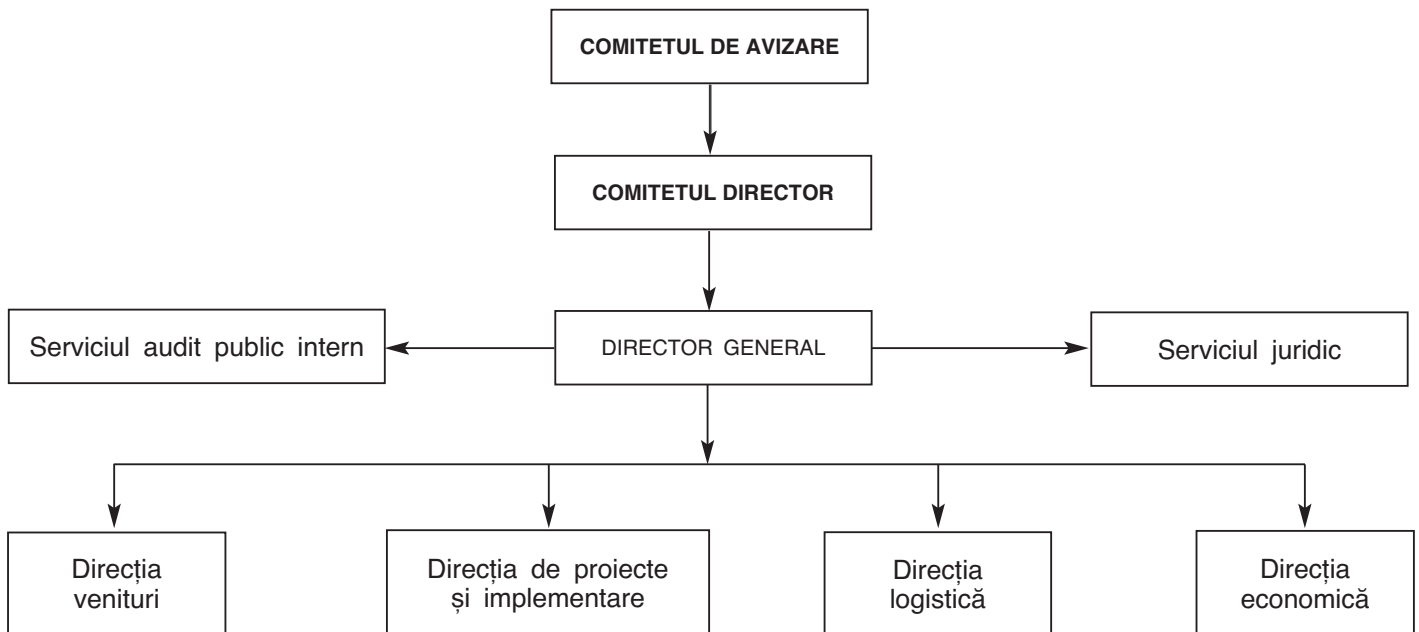 COMITETUL DE AVIZARE
COMITETUL DIRECTOR
Serviciul audit public intern
DIRECTOR GENERAL
Serviciul juridic
Direcția
venituri
Direcția de proiecte
și implementare
Direcția
logistică
Direcția
economică